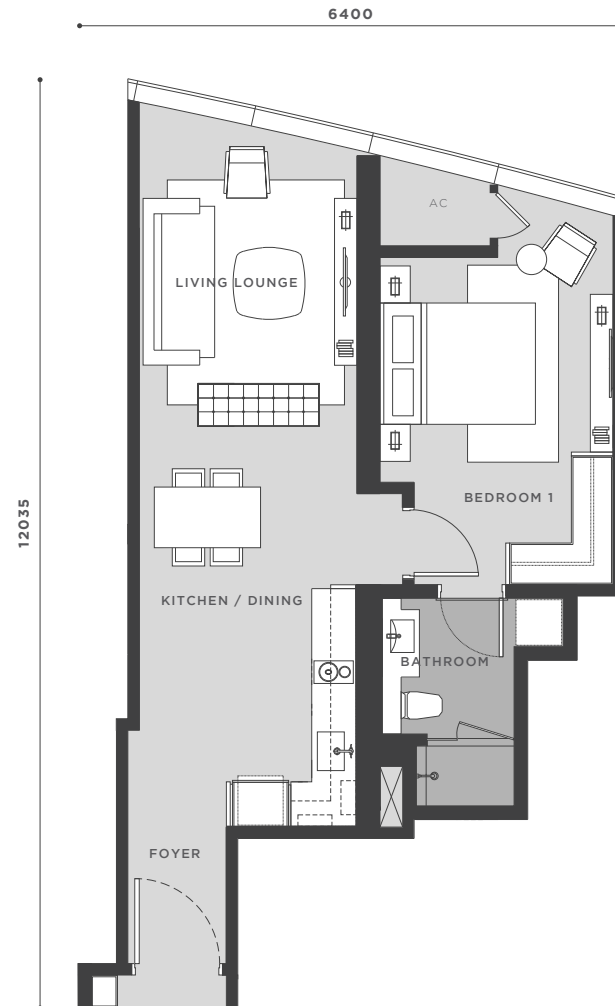 6400
AC
LIVING LOUNGE
BEDROOM 1
12035
KITCHEN / DINING
BATHROOM
FOYER